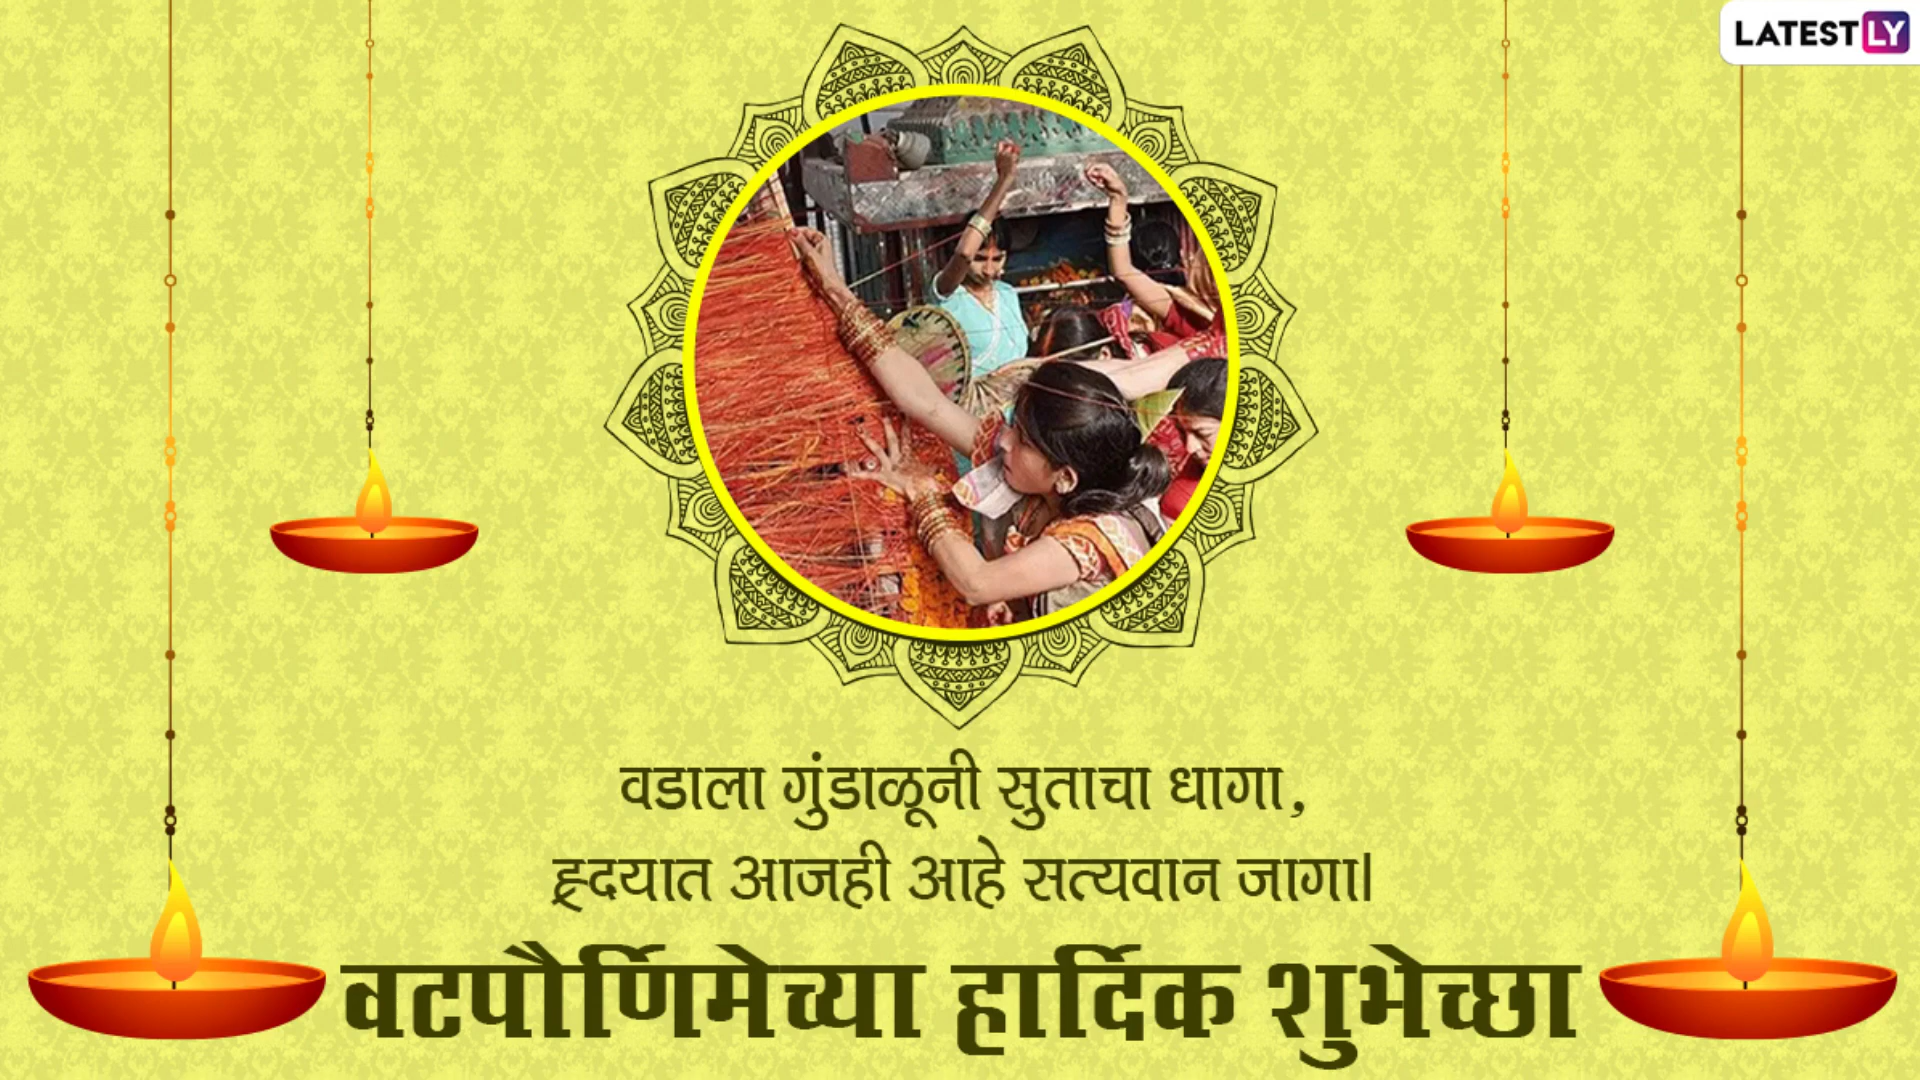 LATESTLY
वडाला गुंडाळूनी सुताचा धागा,
ह्रदयात आजही आहे सत्यवान जागा।
वटपौर्णिमेच्या हार्दिक शुभेच्छा